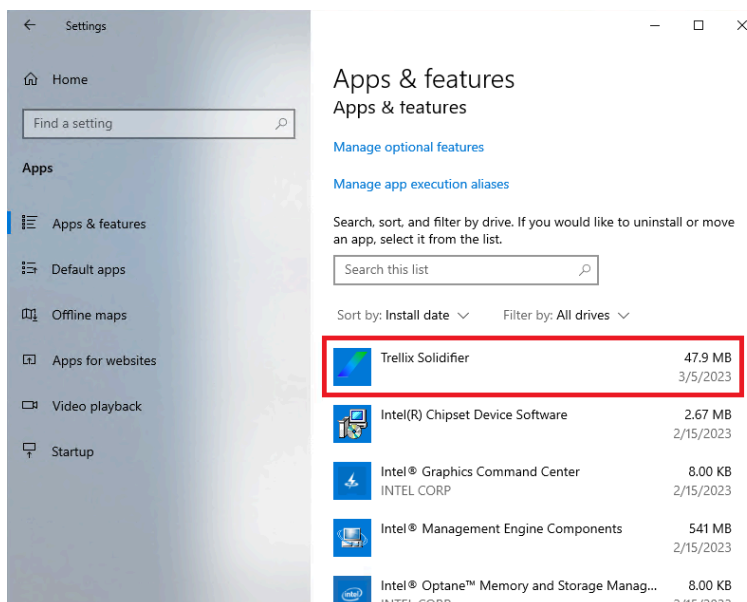 Settings
Home
Find a setting
Apps
Apps & features
Default apps
Offline maps
Apps for websites
Video playback
Startup
Apps & features
Apps & features
Manage optional features
Manage app execution aliases
Search, sort, and filter by drive. If you would like to uninstall or move
an app, select it from the list.
Search this list
Sort by: Install date Filter by: All drives
Trellix Solidifier 47.9 MB
3/5/2023
Intel(R) Chipset Device Software 2.67 MB
2/15/2023
Intel® Graphics Command Center 8.00 KB
INTEL CORP 2/15/2023
Intel® Management Engine Components 541 MB
2/15/2023
Intel® Optane™ Memory and Storage Manag... 8.00 KB
INTEL CORP 2/15/2023